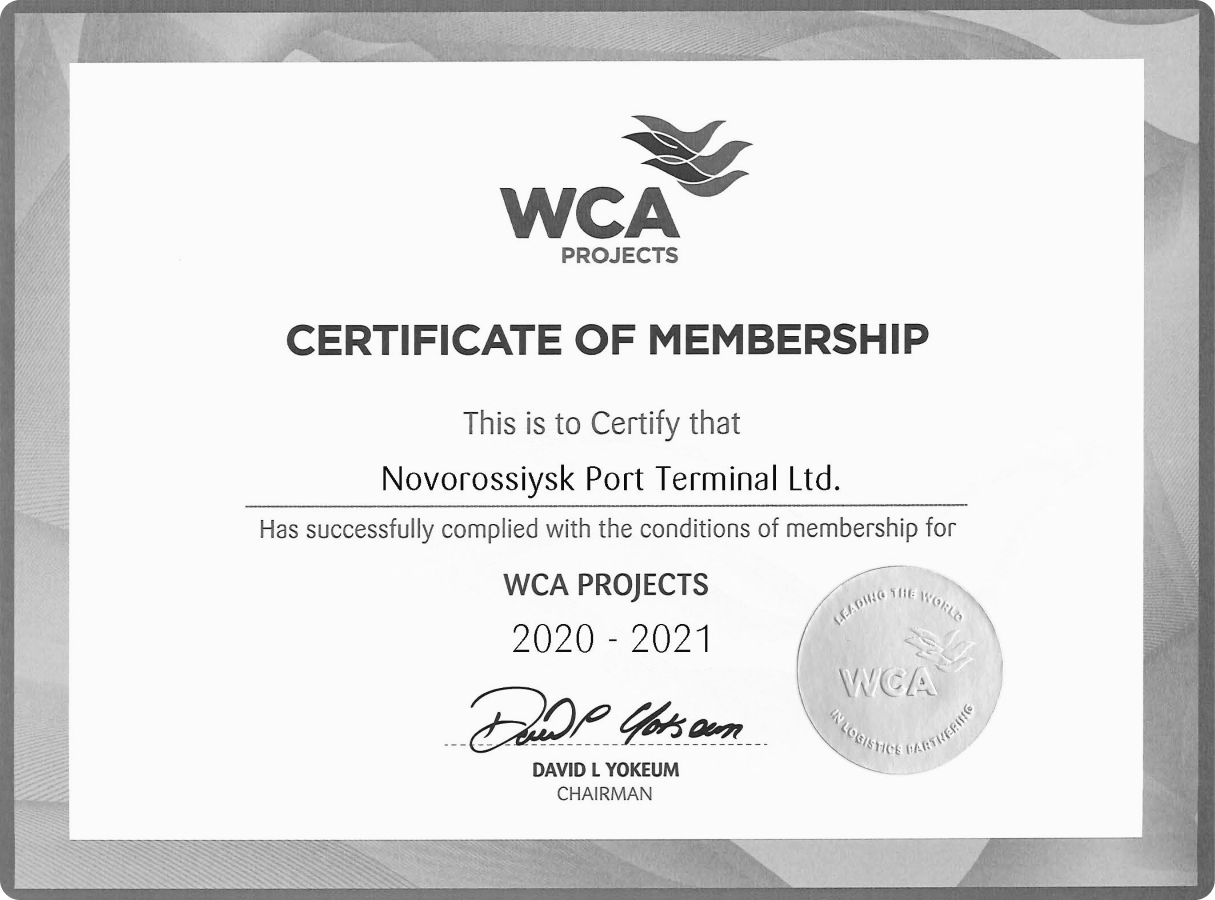 WCA
PROJECTS
CERTIFICATE OF MEMBERSHIP
This is to Certify that
Novorossiysk Port Terminal Ltd.
Has successfully complied with the conditions of membership for
WCA PROJECTS
2020 - 2021
LEADING THE WORLD
WCA
IN LOGISTICS PARTNERING
David Yokeum
DAVID L YOKEUM
CHAIRMAN